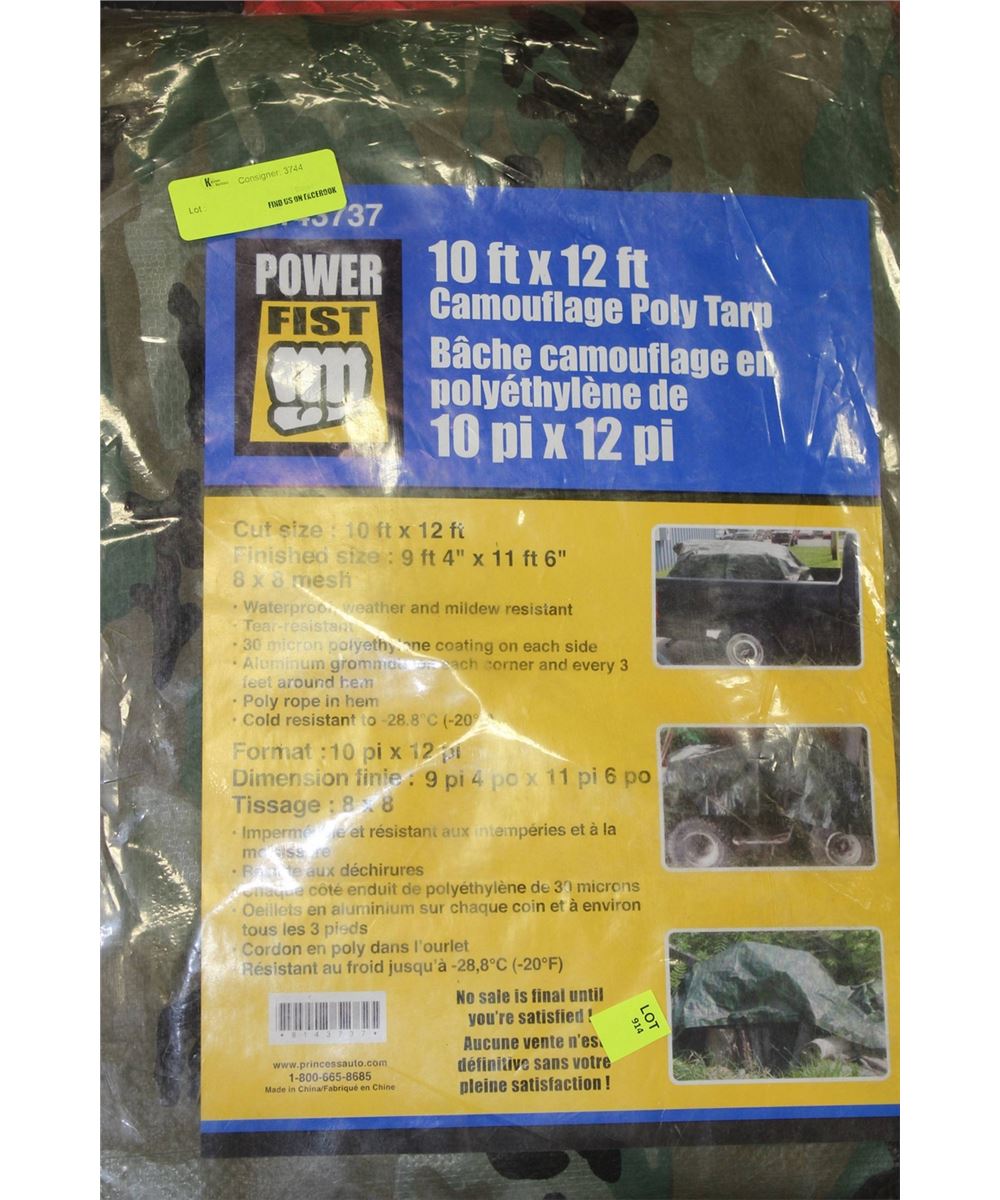 Consigner: 3744
Lot :
FIND US ON FACEBOOK
43737
POWER
FIST
10 ft x 12 ft
Camouflage Poly Tarp
Bâche camouflage en
polyéthylène de
10 pi x 12 pi
Cut size : 10 ft x 12 ft
Finished size : 9 ft 4" x 11 ft 6"
8 x 8 mesh
• Waterproof, weather and mildew resistant
• Tear-resistant
• 30 micron polyethylene coating on each side
• Aluminum grommets on each corner and every 3
feet around hem
• Poly rope in hem
• Cold resistant to -28.8°C (-20°
Format : 10 pi x 12 pi
Dimension finie : 9 pi 4 po x 11 pi 6 po
Tissage : 8 x 8
• Imperméable et résistant aux intempéries et à la
moisissure
• Résiste aux déchirures
• Chaque côté enduit de polyéthylène de 30 microns
• Oeillets en aluminium sur chaque coin et à environ
tous les 3 pieds
• Cordon en poly dans l'ourlet
• Résistant au froid jusqu'à -28,8°C (-20°F)
*8143737*
www.princessauto.com
1-800-665-8685
Made in China/Fabriqué en Chine
No sale is final until
you're satisfied !
Aucune vente n'est
définitive sans votre
pleine satisfaction !
LOT
914